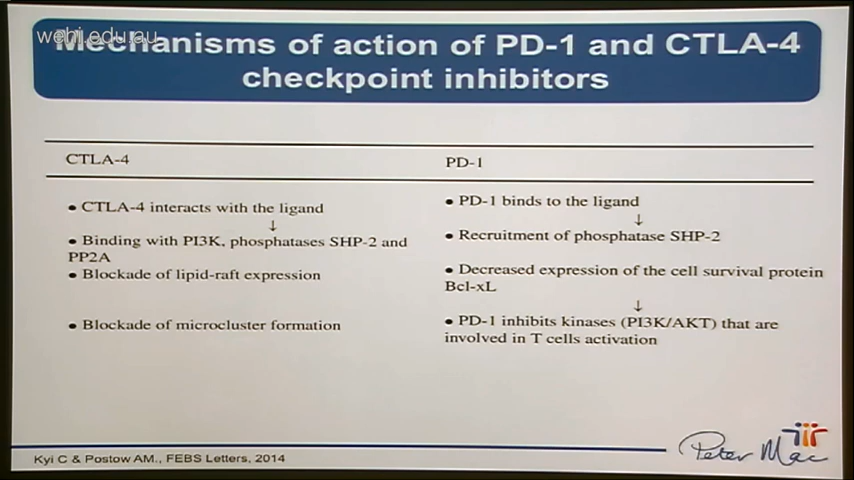 wehi.edu.au
Mechanisms of action of PD-1 and CTLA-4
checkpoint inhibitors
CTLA-4
PD-1
• CTLA-4 interacts with the ligand
↓
• Binding with PI3K, phosphatases SHP-2 and
PP2A
• Blockade of lipid-raft expression
• Blockade of microcluster formation
• PD-1 binds to the ligand
↓
• Recruitment of phosphatase SHP-2
• Decreased expression of the cell survival protein
Bcl-xL
↓
• PD-1 inhibits kinases (PI3K/AKT) that are
involved in T cells activation
Kyi C & Postow AM., FEBS Letters, 2014
Peter Mac